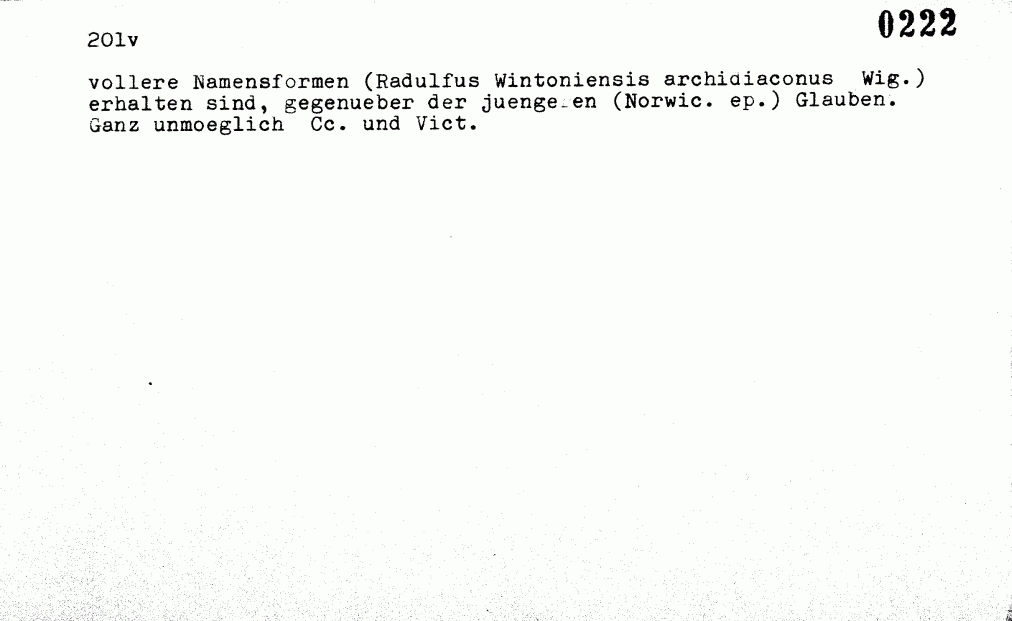 0222
201v
vollere Namensformen (Radulfus Wintoniensis archidiaconus Wig.)
erhalten sind, gegenueber der juengeren (Norwic. ep.) Glauben.
Ganz unmoeglich Cc. und Vict.